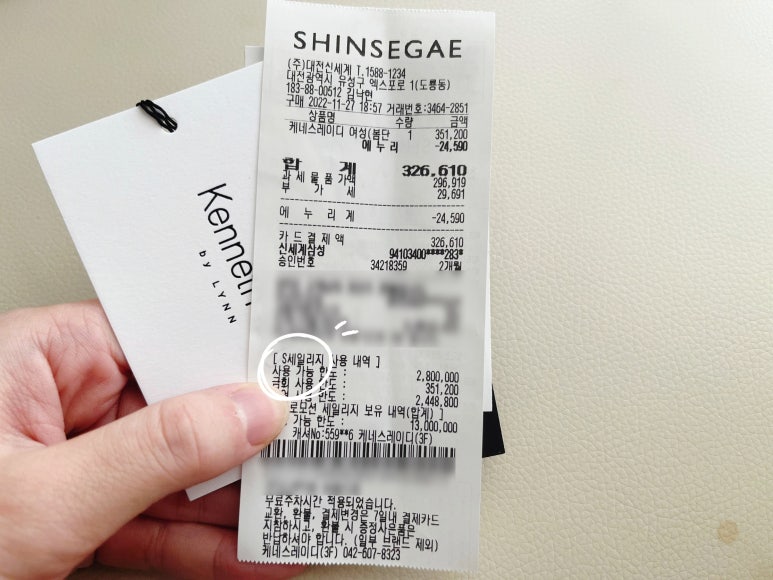 SHINSEGAE
(주)대전신세계 T.1588-1234
대전광역시 유성구 엑스포로 1(도룡동)
183-88-00512 김낙현
구매 2022-11-27 18:57 거래번호:3464-2851
상품명 수량 금액
케네스레이디 여성(봄단 1 351,200
에누리 -24,590
합 계 326,610
과세물품가액 296,919
부 가 세 29,691
에 누 리 계 -24,590
카드결제액 326,610
신세계삼성 94103400****283*
승인번호 34218359 2개월
Kenneth
by LYNN
[ S세일리지 사용 내역 ]
사용 가능 한도 : 2,800,000
금회 사용 한도 : 351,200
한도 : 2,448,800
로모션 세일리지 보유 내역(합계) ]
가능 한도 : 13,000,000
캐셔No:559**6 케네스레이디(3F)
무료주차시간 적용되었습니다.
교환, 환불, 결제변경은 7일내 결제카드
지참하시고, 환불 시 증정사은품은
반납하셔야 합니다. (일부 브랜드 제외)
케네스레이디(3F) 042-607-8323